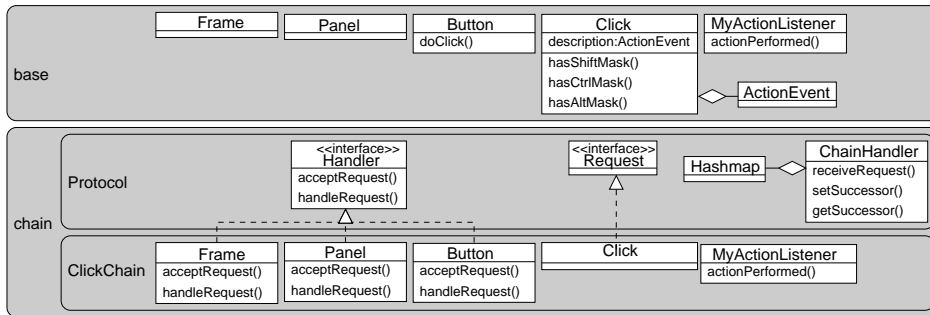 base
Frame
Panel
Button
doClick()
Click
description:ActionEvent
hasShiftMask()
hasCtrlMask()
hasAltMask()
MyActionListener
actionPerformed()
ActionEvent
chain
Protocol
<<interface>>
Handler
acceptRequest()
handleRequest()
<<interface>>
Request
Hashmap
ChainHandler
receiveRequest()
setSuccessor()
getSuccessor()
ClickChain
Frame
acceptRequest()
handleRequest()
Panel
acceptRequest()
handleRequest()
Button
acceptRequest()
handleRequest()
Click
MyActionListener
actionPerformed()